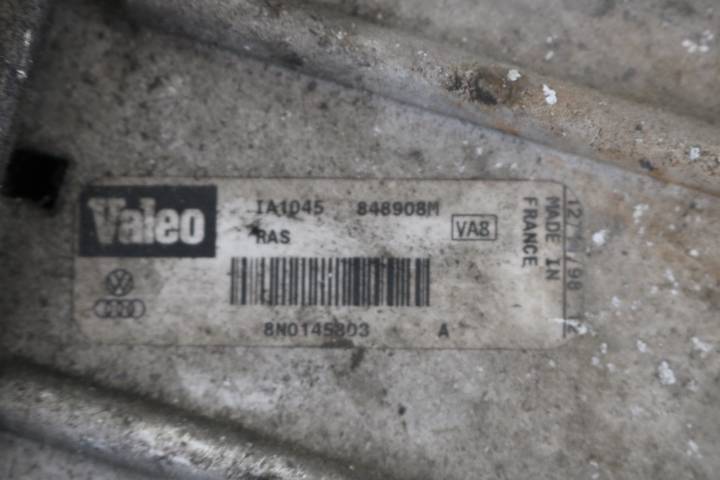 Valeo
IA1045 848908M
RAS
VA8
8N0145803 A
MADE IN
FRANCE